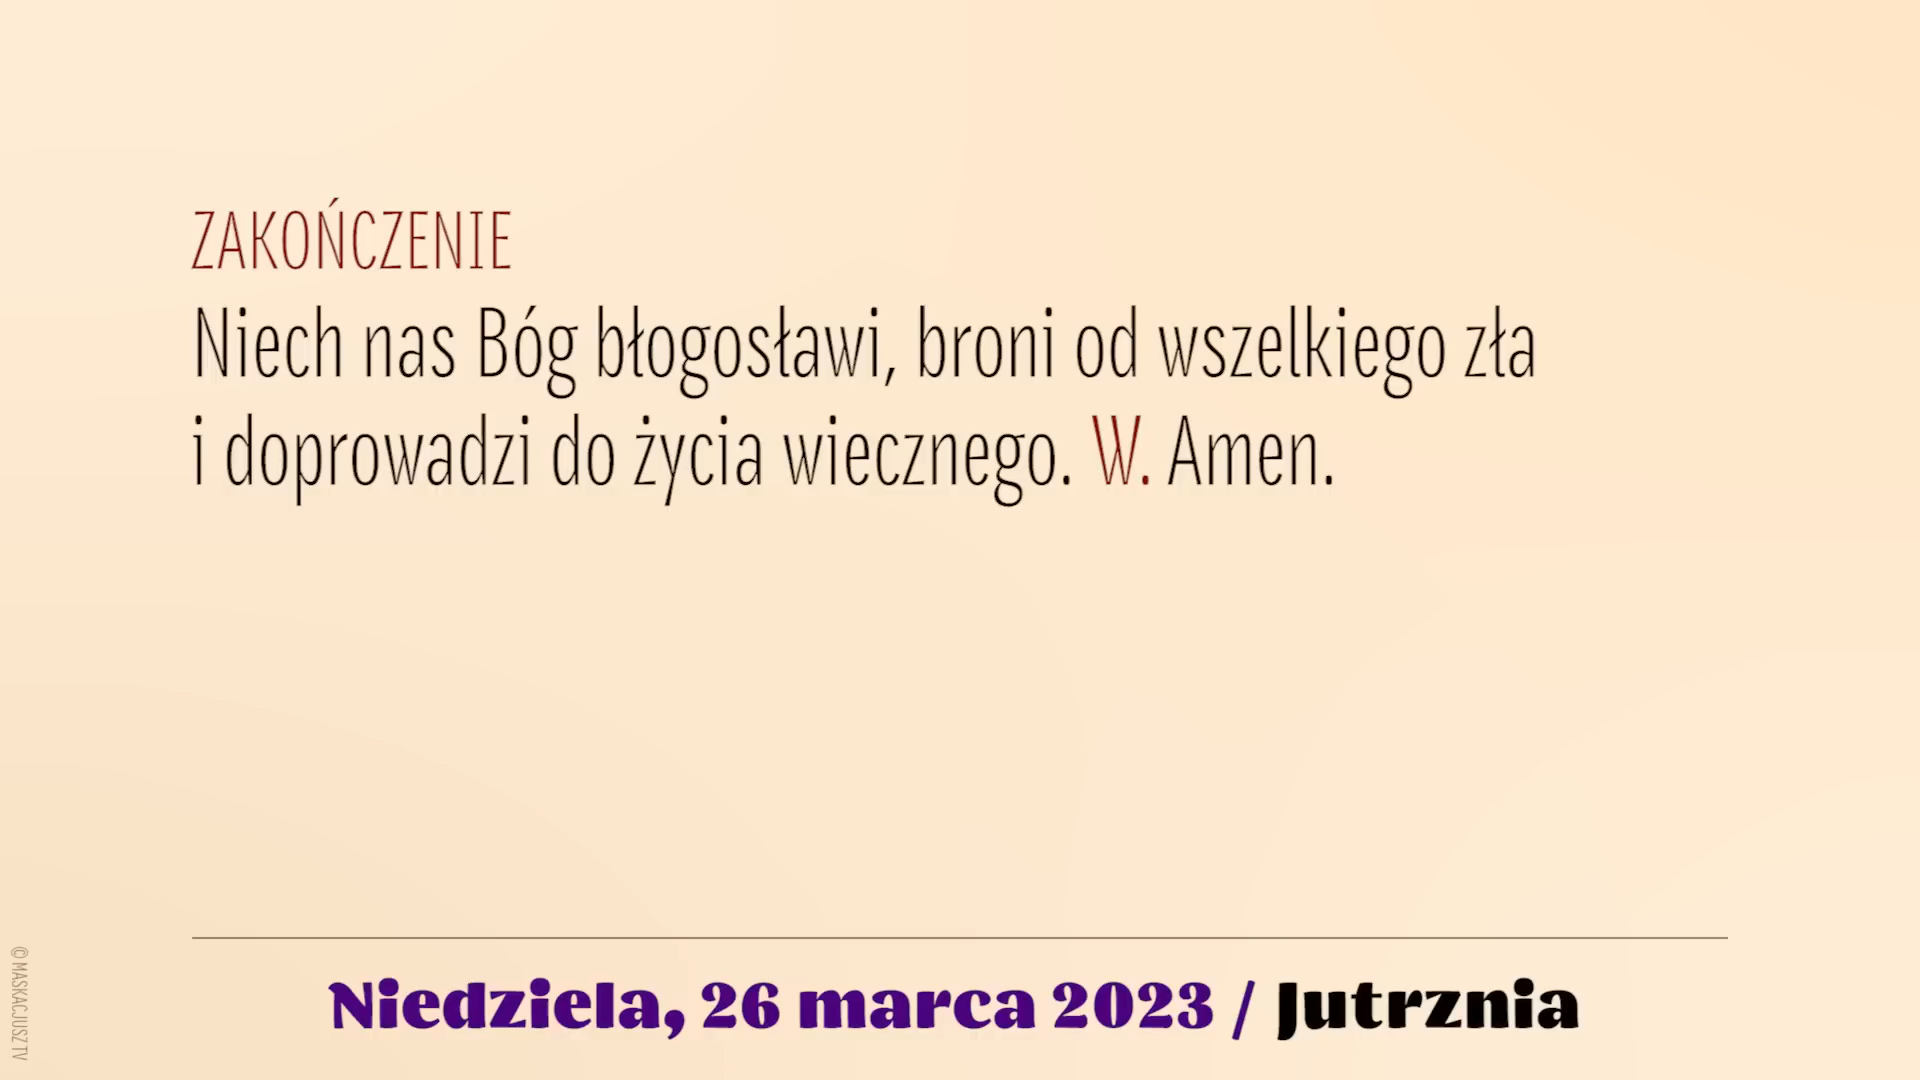 ZAKOŃCZENIE
Niech nas Bóg błogosławi, broni od wszelkiego zła
i doprowadzi do życia wiecznego. W. Amen.
Niedziela, 26 marca 2023 / Jutrznia
© MASKACJUSZ TV